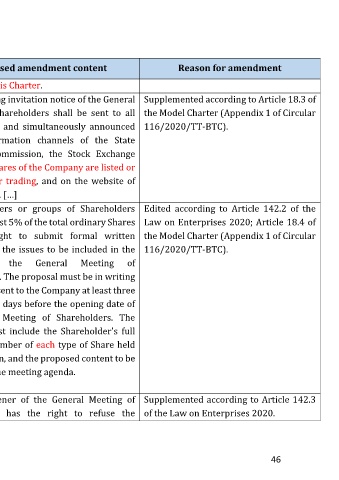 sed amendment content
Reason for amendment
is Charter.
g invitation notice of the General
hareholders shall be sent to all
and simultaneously announced
rmation channels of the State
ommission, the Stock Exchange
ares of the Company are listed or
r trading, and on the website of
. […]
Supplemented according to Article 18.3 of
the Model Charter (Appendix 1 of Circular
116/2020/TT-BTC).
ers or groups of Shareholders
st 5% of the total ordinary Shares
ght to submit formal written
the issues to be included in the
the General Meeting of
. The proposal must be in writing
ent to the Company at least three
days before the opening date of
Meeting of Shareholders. The
st include the Shareholder's full
mber of each type of Share held
n, and the proposed content to be
e meeting agenda.
Edited according to Article 142.2 of the
Law on Enterprises 2020; Article 18.4 of
the Model Charter (Appendix 1 of Circular
116/2020/TT-BTC).
ener of the General Meeting of
has the right to refuse the
Supplemented according to Article 142.3
of the Law on Enterprises 2020.
46